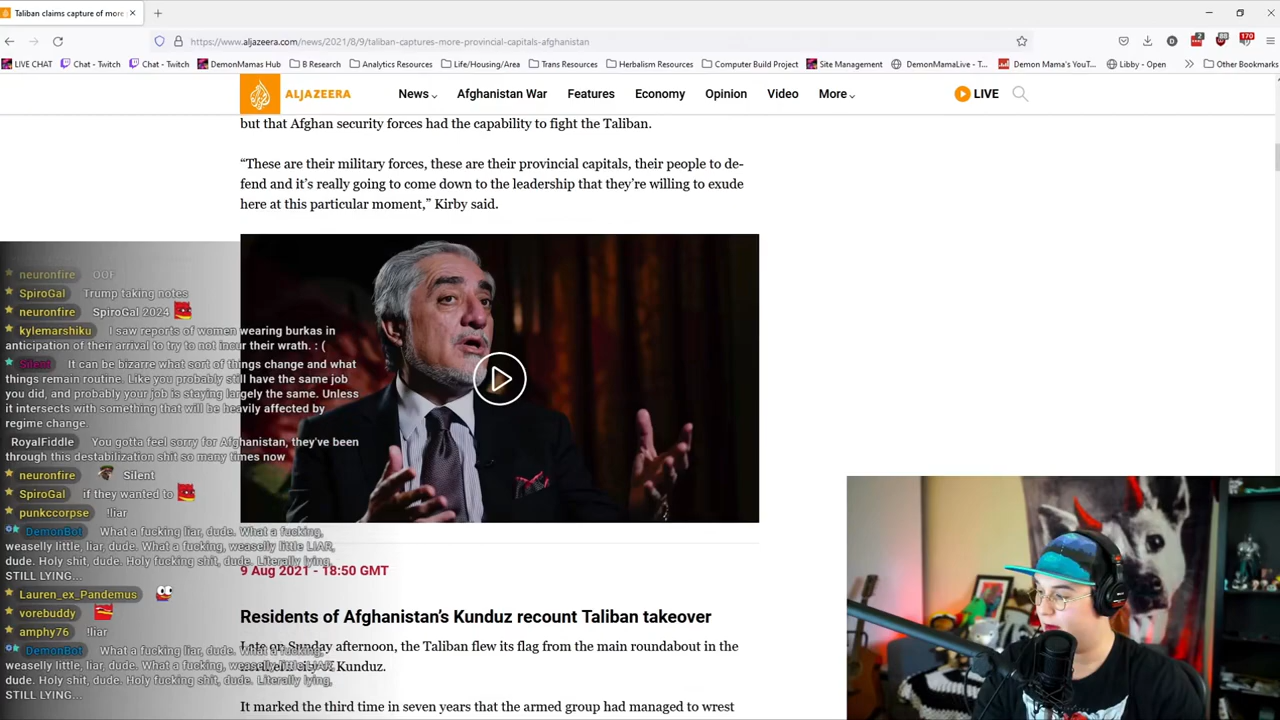 Taliban claims capture of more
https://www.aljazeera.com/news/2021/8/9/taliban-captures-more-provincial-capitals-afghanistan
2
88
170
LIVE CHAT
Chat - Twitch
Chat - Twitch
DemonMamas Hub
B Research
Analytics Resources
Life/Housing/Area
Trans Resources
Herbalism Resources
Computer Build Project
Site Management
DemonMamaLive - T...
Demon Mama's YouT...
Libby - Open
Other Bookmarks
ALJAZEERA
News
Afghanistan War
Features
Economy
Opinion
Video
More
LIVE
but that Afghan security forces had the capability to fight the Taliban.
“These are their military forces, these are their provincial capitals, their people to de-
fend and it’s really going to come down to the leadership that they’re willing to exude
here at this particular moment,” Kirby said.
neuronfire OOF
SpiroGal Trump taking notes
neuronfire SpiroGal 2024
kylemarshiku I saw reports of women wearing burkas in
anticipation of their arrival to try to not incur their wrath. : (
Silent It can be bizarre what sort of things change and what
things remain routine. Like you probably still have the same job
you did, and probably your job is staying largely the same. Unless
it intersects with something that will be heavily affected by
regime change.
RoyalFiddle You gotta feel sorry for Afghanistan, they've been
through this destabilization shit so many times now
neuronfire Silent
SpiroGal if they wanted to
punkccorpse !liar
DemonBot What a fucking liar, dude. What a fucking,
weaselly little, liar, dude. What a fucking, weaselly little LIAR,
dude. Holy shit, dude. Holy fucking shit, dude. Literally lying,
STILL LYING...
Lauren_ex_Pandemus
vorebuddy
amphy76 !liar
DemonBot What a fucking liar, dude. What a fucking,
weaselly little, liar, dude. What a fucking, weaselly little LIAR,
dude. Holy shit, dude. Holy fucking shit, dude. Literally lying,
STILL LYING...
9 Aug 2021 - 18:50 GMT
Residents of Afghanistan’s Kunduz recount Taliban takeover
Late on Sunday afternoon, the Taliban flew its flag from the main roundabout in the
Kunduz.
It marked the third time in seven years that the armed group had managed to wrest